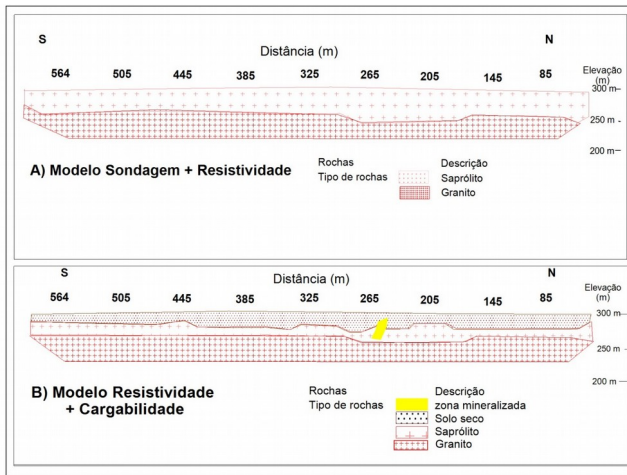 S N
Distância (m)
564 505 445 385 325 265 205 145 85
Elevação
(m)
300 m
250 m
200 m
A) Modelo Sondagem + Resistividade
Rochas Descrição
Tipo de rochas Saprólito
Granito
S N
Distância (m)
Elevação
(m)
564 505 445 385 325 265 205 145 85
300 m
250 m
200 m
B) Modelo Resistividade
+ Cargabilidade
Rochas Descrição
Tipo de rochas zona mineralizada
Solo seco
Saprólito
Granito